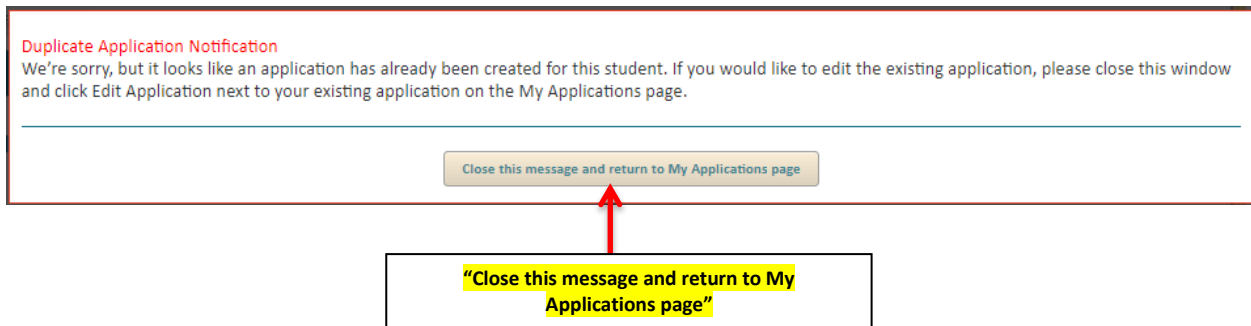 Duplicate Application Notification
We're sorry, but it looks like an application has already been created for this student. If you would like to edit the existing application, please close this window
and click Edit Application next to your existing application on the My Applications page.
Close this message and return to My Applications page
“Close this message and return to My
Applications page”